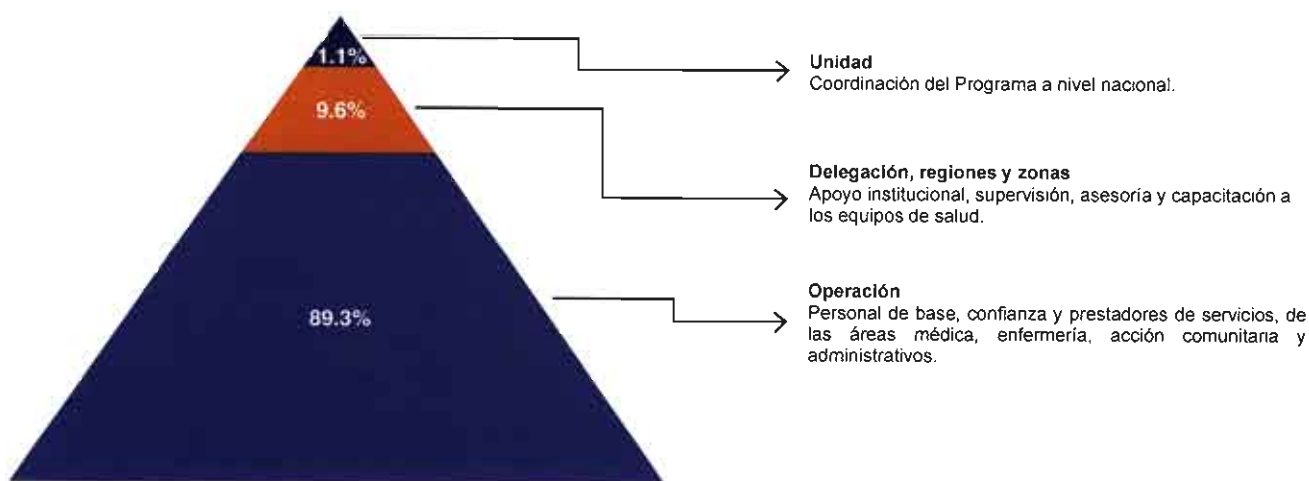 1.1%
Unidad
Coordinación del Programa a nivel nacional.
9.6%
Delegación, regiones y zonas
Apoyo institucional, supervisión, asesoría y capacitación a
los equipos de salud.
89.3%
Operación
Personal de base, confianza y prestadores de servicios, de
las áreas médica, enfermería, acción comunitaria y
administrativos.